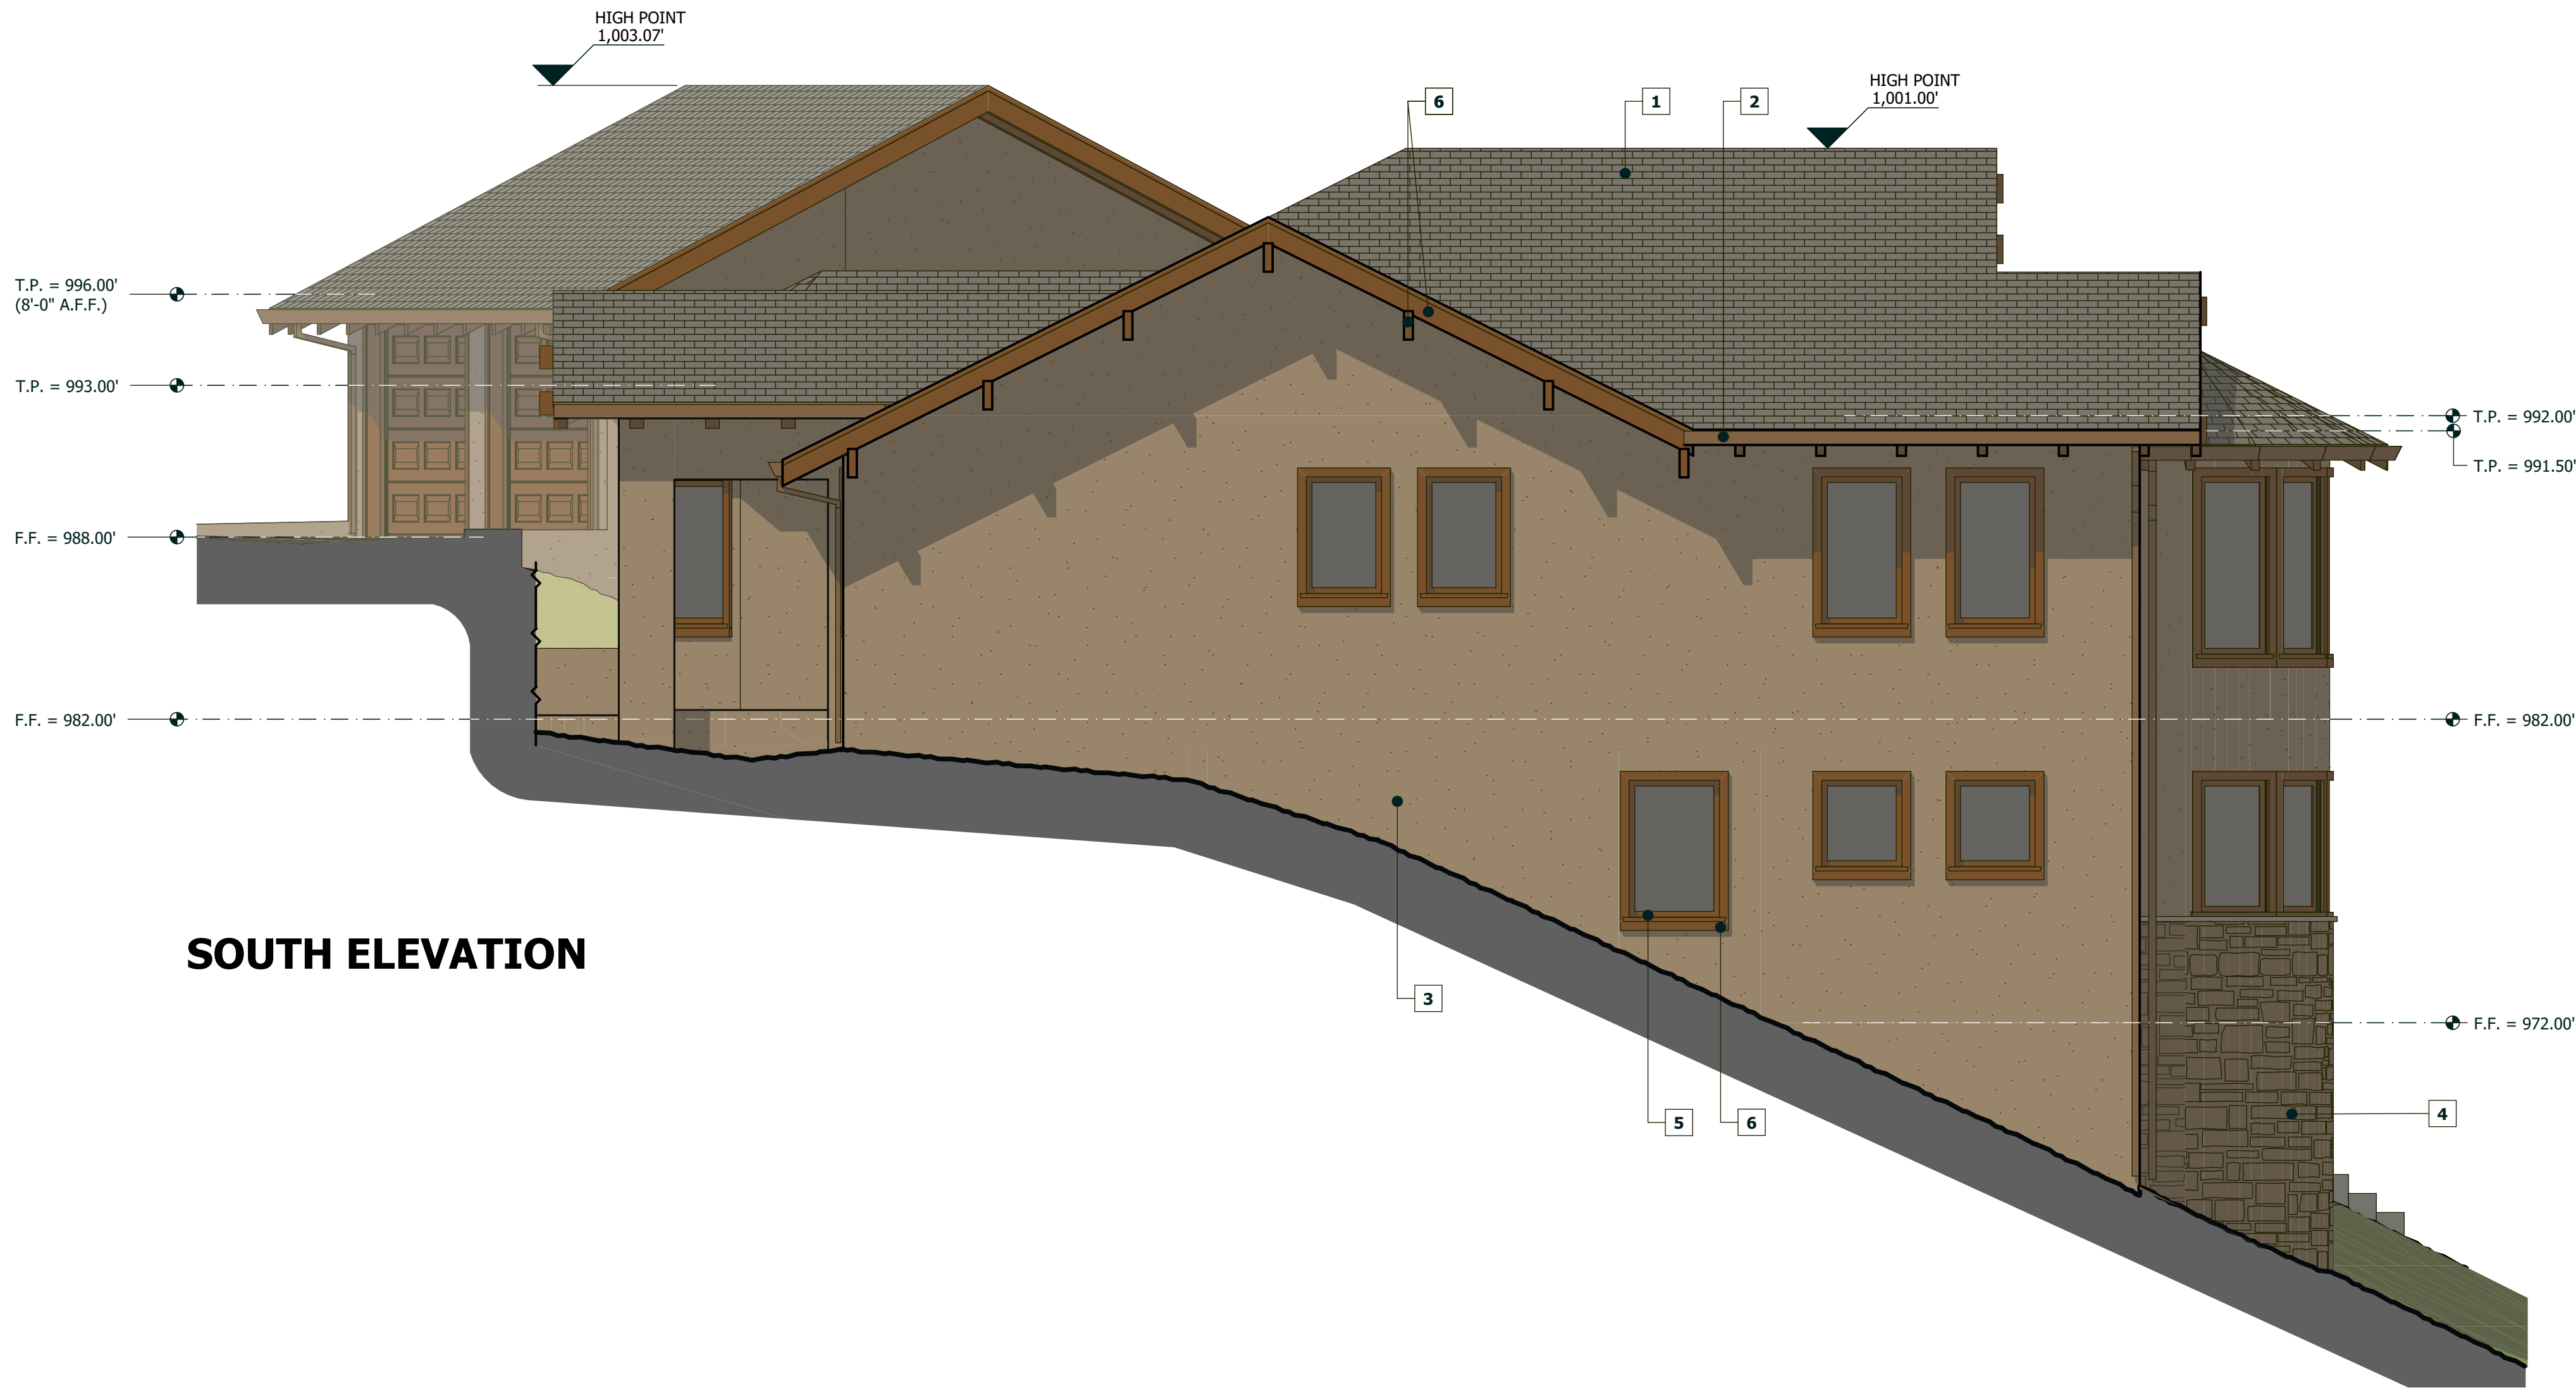 HIGH POINT
1,003.07'
HIGH POINT
1,001.00'
6
1
2
T.P. = 996.00'
(8'-0" A.F.F.)
T.P. = 993.00'
T.P. = 992.00'
T.P. = 991.50'
F.F. = 988.00'
F.F. = 982.00'
F.F. = 982.00'
SOUTH ELEVATION
3
F.F. = 972.00'
5
6
4